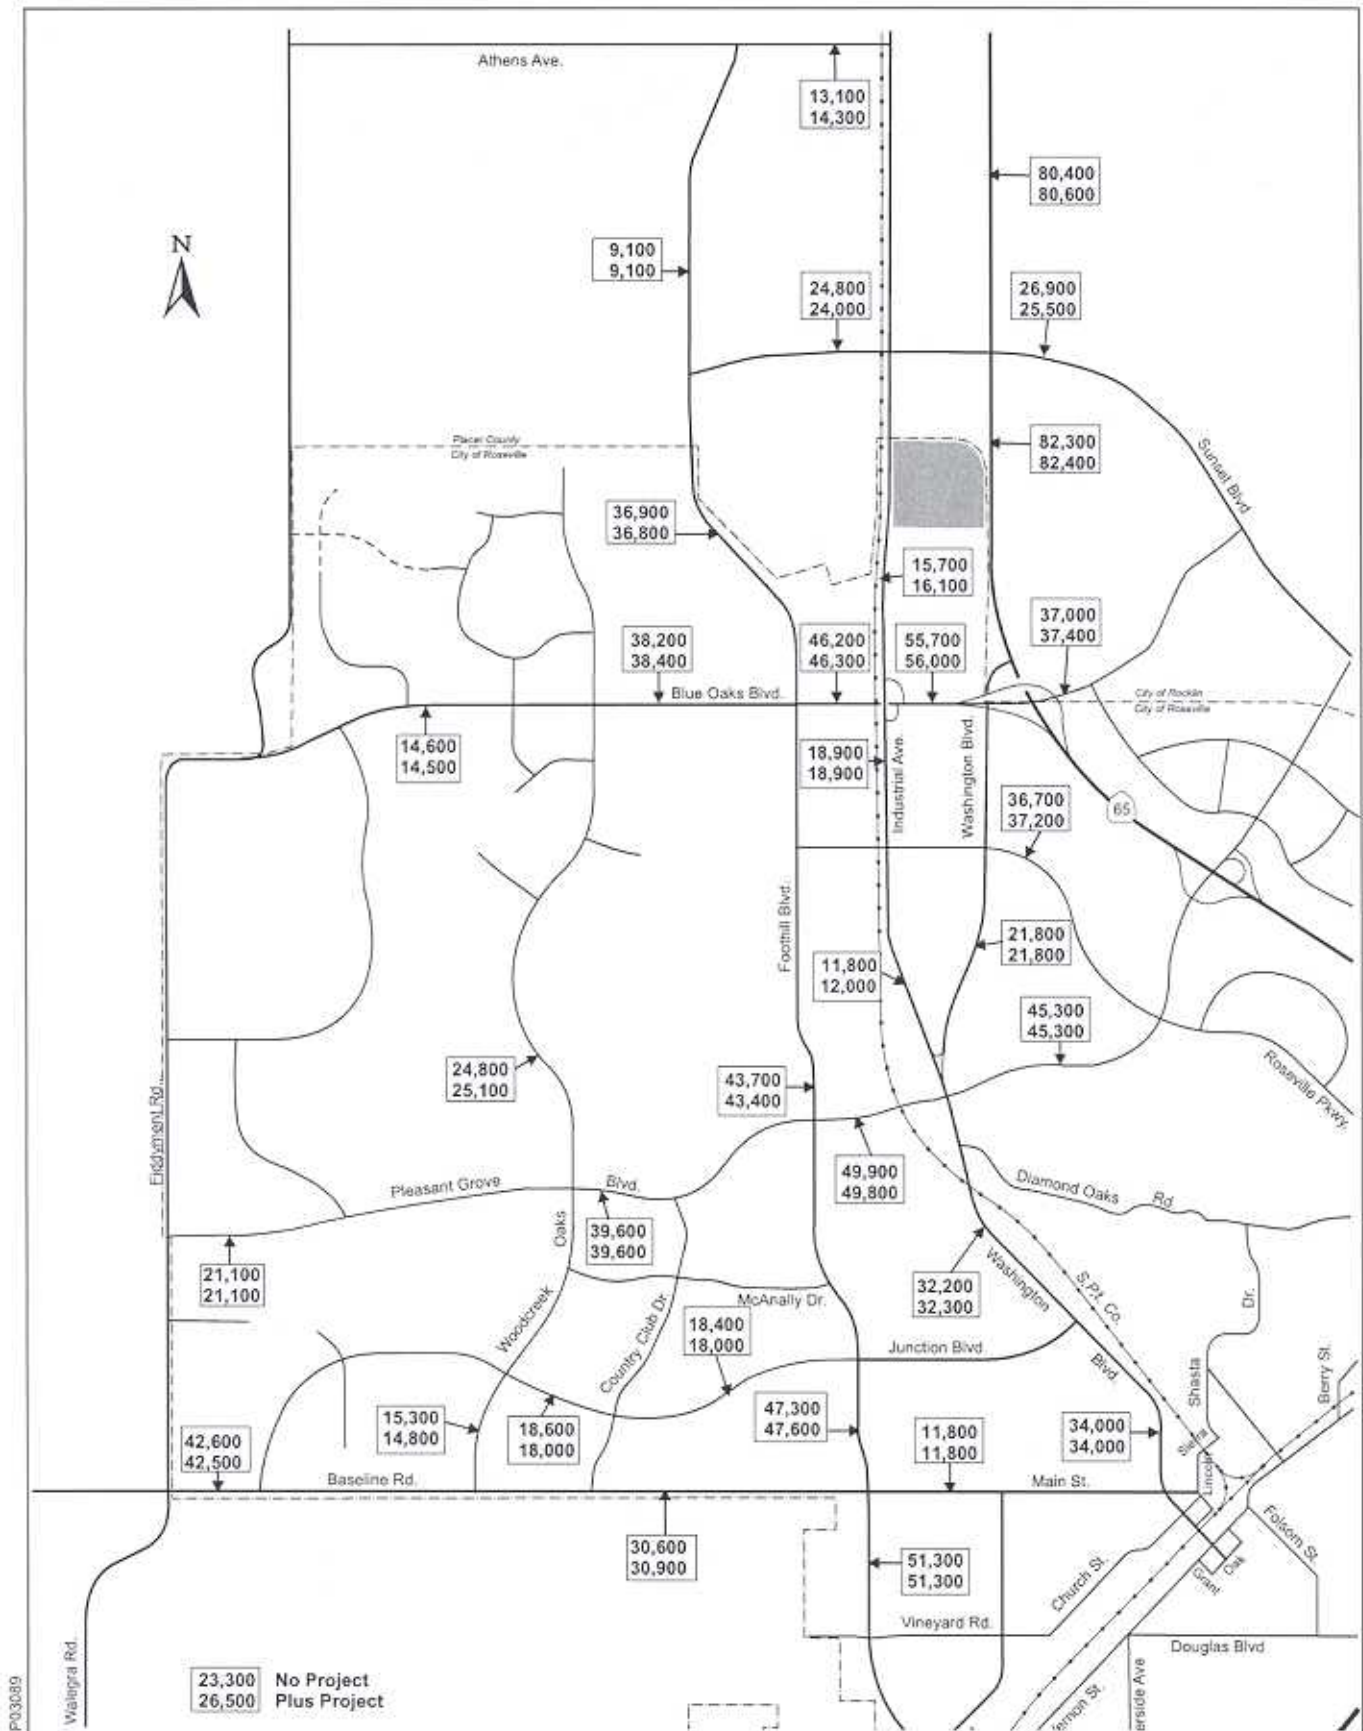 Athens Ave.
13,100
14,300
80,400
80,600
N
9,100
9,100
24,800
24,000
26,900
25,500
Placer County
City of Roseville
82,300
82,400
Sunset Blvd
36,900
36,800
15,700
16,100
37,000
37,400
38,200
38,400
46,200
46,300
55,700
56,000
Blue Oaks Blvd.
City of Rocklin
City of Roseville
14,600
14,500
18,900
18,900
Industrial Ave.
Washington Blvd.
36,700
37,200
65
Foothill Blvd.
21,800
21,800
11,800
12,000
45,300
45,300
24,800
25,100
43,700
43,400
Roseville Pkwy.
Fiddyment Rd.
49,900
49,800
Pleasant Grove
Blvd.
Diamond Oaks
Rd
39,600
39,600
Oaks
21,100
21,100
Washington
S.P.t. Co.
32,200
32,300
McAnally Dr.
Dr.
Woodcreek
Country Club Dr.
18,400
18,000
Junction Blvd
Blvd
Shasta
Berry St.
15,300
14,800
18,600
18,000
47,300
47,600
11,800
11,800
34,000
34,000
Sierra
42,600
42,500
Baseline Rd.
Main St.
Lincoln
30,600
30,900
51,300
51,300
Folsom St.
Church St.
Grant
Oak
Vineyard Rd.
Douglas Blvd
Walegra Rd.
23,300 No Project
26,500 Plus Project
erside Ave
ernon St.
P03089